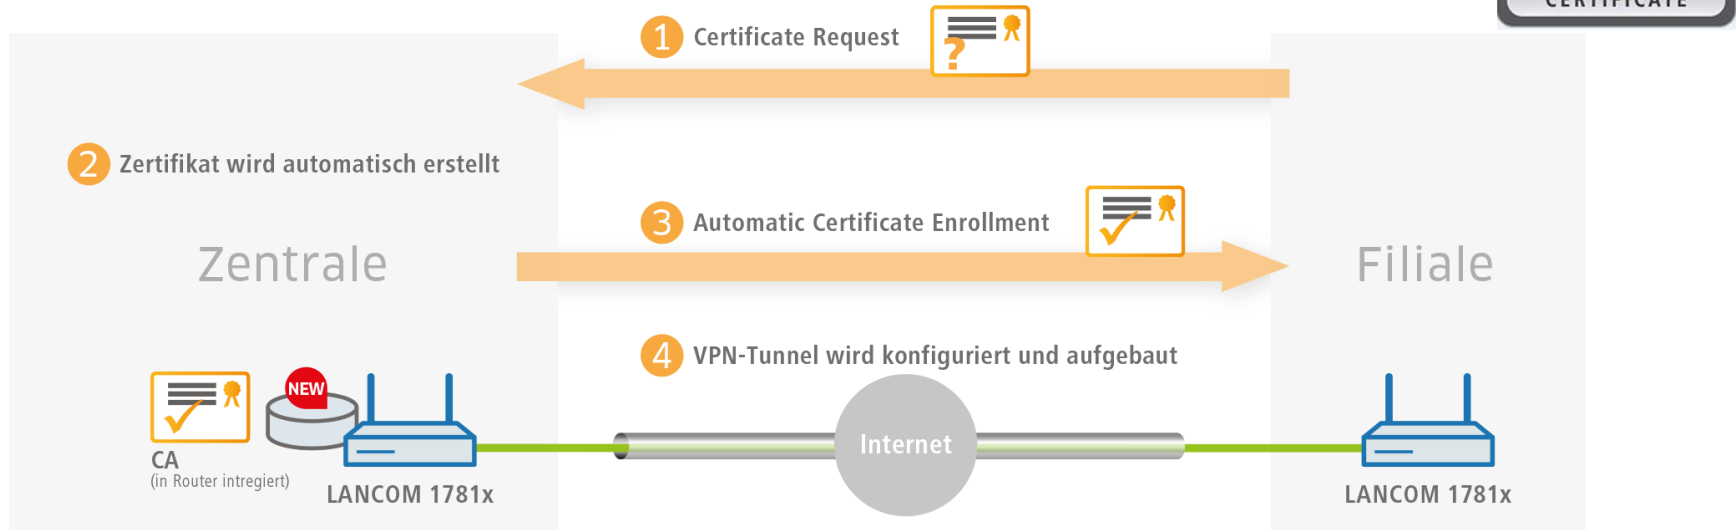 CERTIFICATE
1 Certificate Request
?
2 Zertifikat wird automatisch erstellt
3 Automatic Certificate Enrollment
Zentrale
Filiale
4 VPN-Tunnel wird konfiguriert und aufgebaut
NEW
Internet
CA
(in Router intregiert)
LANCOM 1781x
LANCOM 1781x